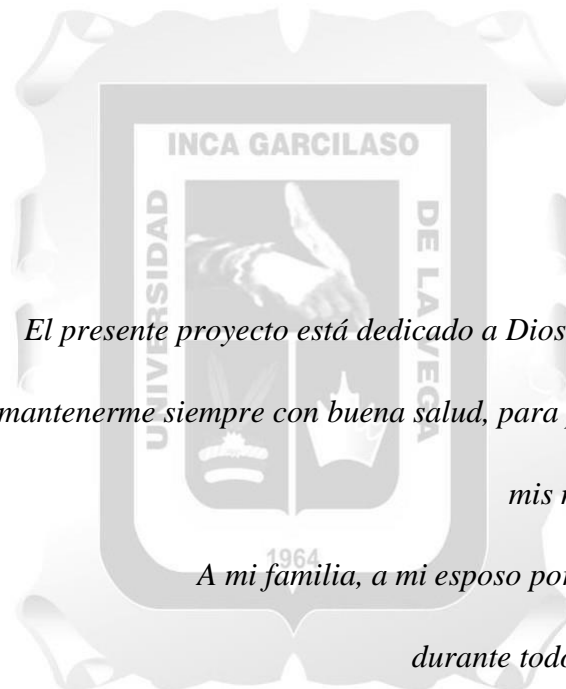 INCA GARCILASO
UNIVERSIDAD
DE LA VEGA
El presente proyecto está dedicado a Dios
mantenerme siempre con buena salud, para
mis
A mi familia, a mi esposo por
durante todo
1964